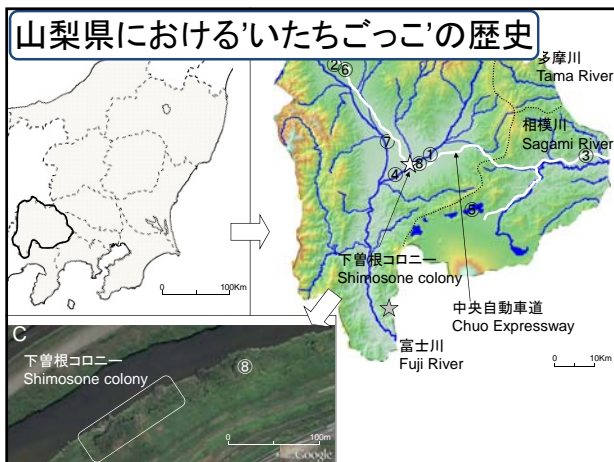 山梨県における'いたちごっこ'の歴史
多摩川
Tama River
相模川
Sagami River
②⑥
⑦
①
③
④
⑧
⑤
100Km
下曽根コロニー
Shimosone colony
中央自動車道
Chuo Expressway
富士川
Fuji River
0
10Km
C
下曽根コロニー
Shimosone colony
⑧
0
100m
Google